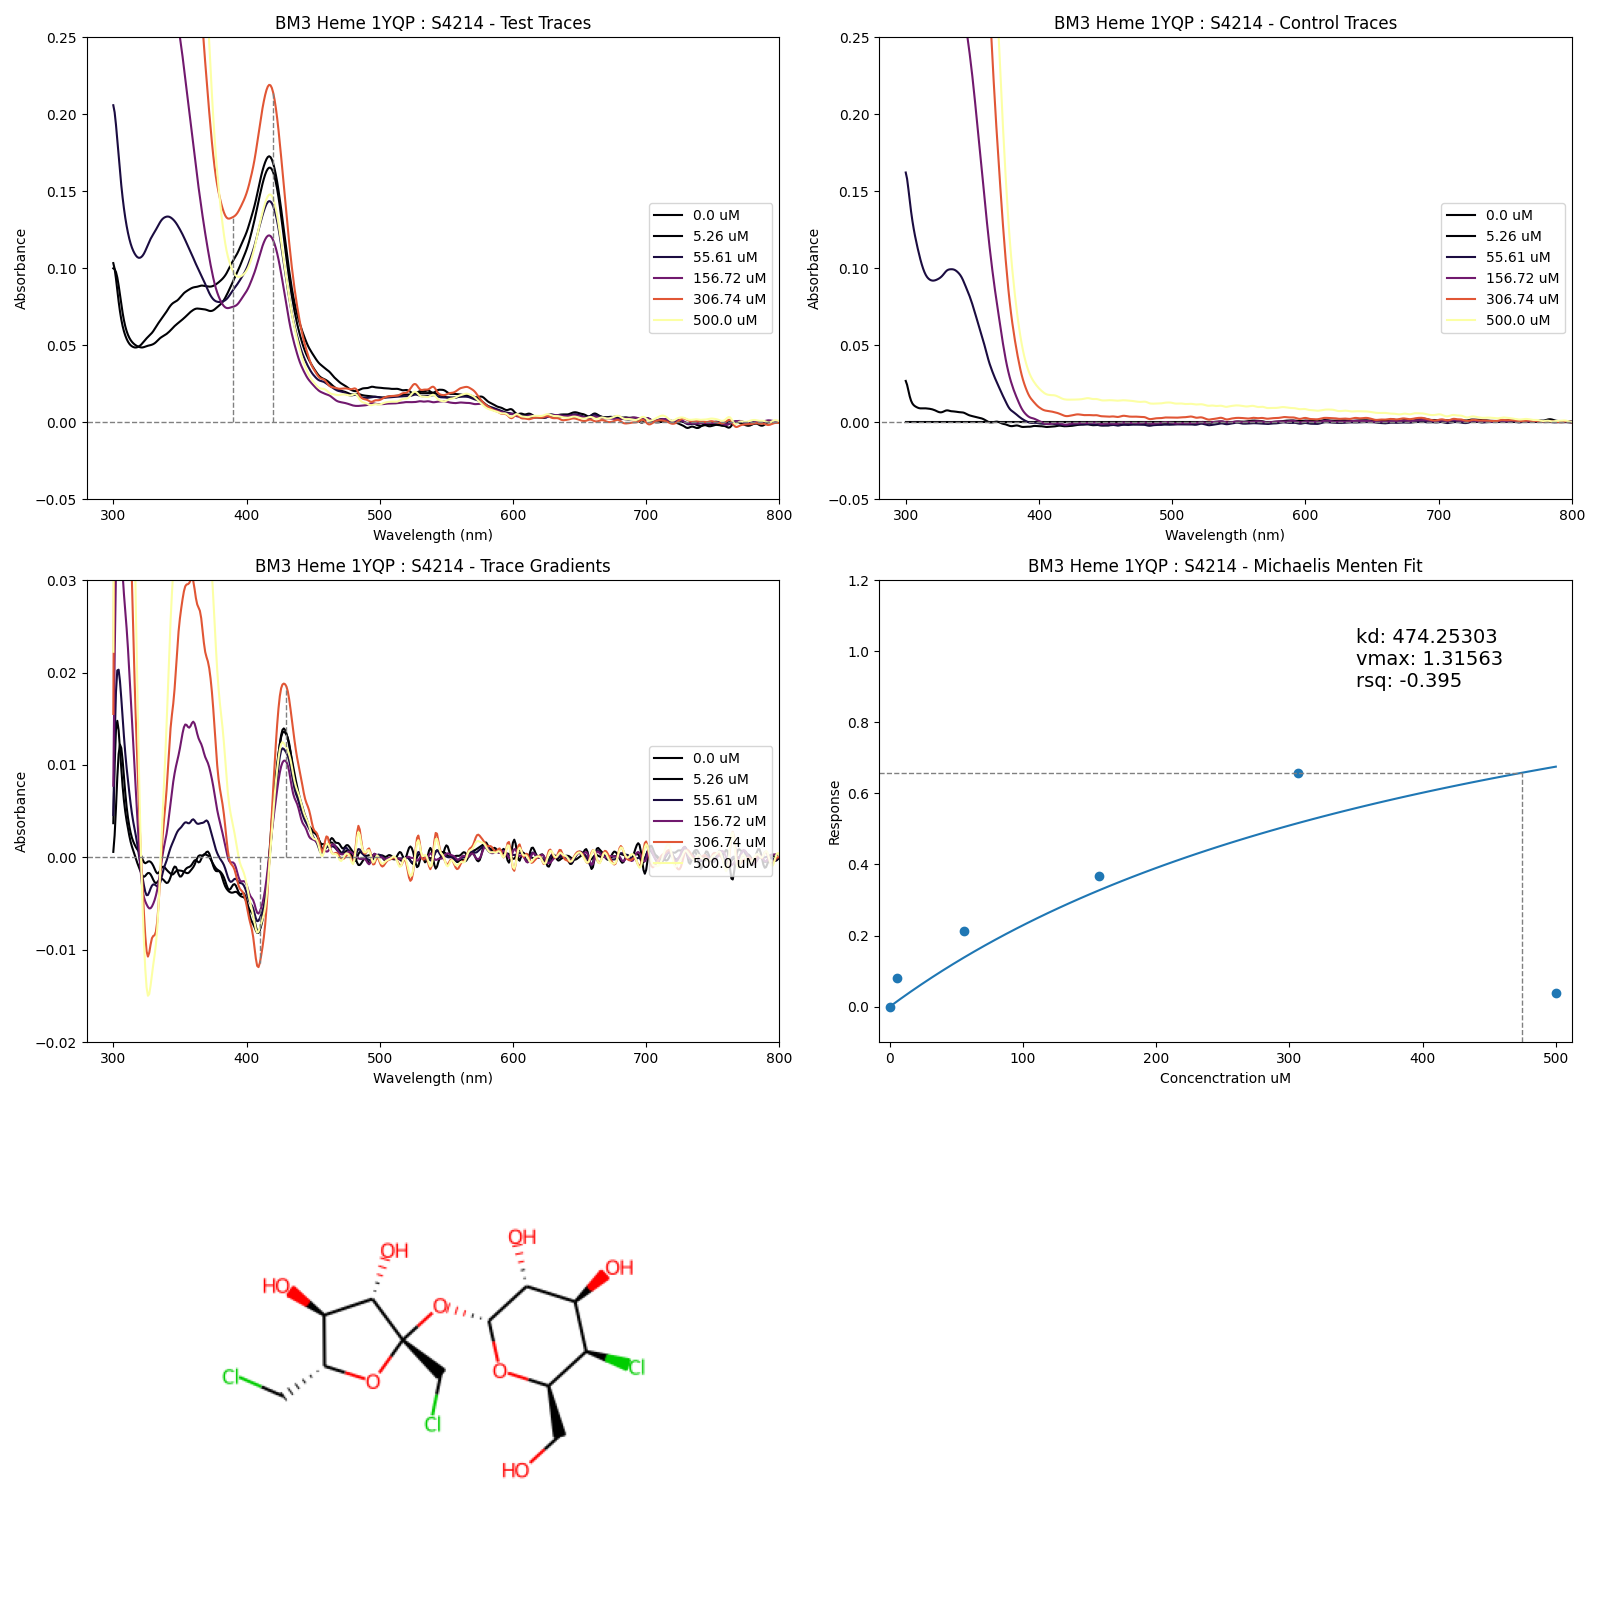 BM3 Heme 1YQP : S4214 - Test Traces
0.25
0.20
0.15
0.10
0.05
0.00
−0.05
Absorbance
300 400 500 600 700 800
Wavelength (nm)
0.0 uM
5.26 uM
55.61 uM
156.72 uM
306.74 uM
500.0 uM
BM3 Heme 1YQP : S4214 - Control Traces
0.25
0.20
0.15
0.10
0.05
0.00
−0.05
Absorbance
300 400 500 600 700 800
Wavelength (nm)
0.0 uM
5.26 uM
55.61 uM
156.72 uM
306.74 uM
500.0 uM
BM3 Heme 1YQP : S4214 - Trace Gradients
0.03
0.02
0.01
0.00
−0.01
−0.02
Absorbance
300 400 500 600 700 800
Wavelength (nm)
0.0 uM
5.26 uM
55.61 uM
156.72 uM
306.74 uM
500.0 uM
BM3 Heme 1YQP : S4214 - Michaelis Menten Fit
1.2
1.0
0.8
0.6
0.4
0.2
0.0
Response
kd: 474.25303
vmax: 1.31563
rsq: -0.395
0 100 200 300 400 500
Concenctration uM
OH
OH
HO
OH
O
O
O
Cl
Cl
Cl
HO